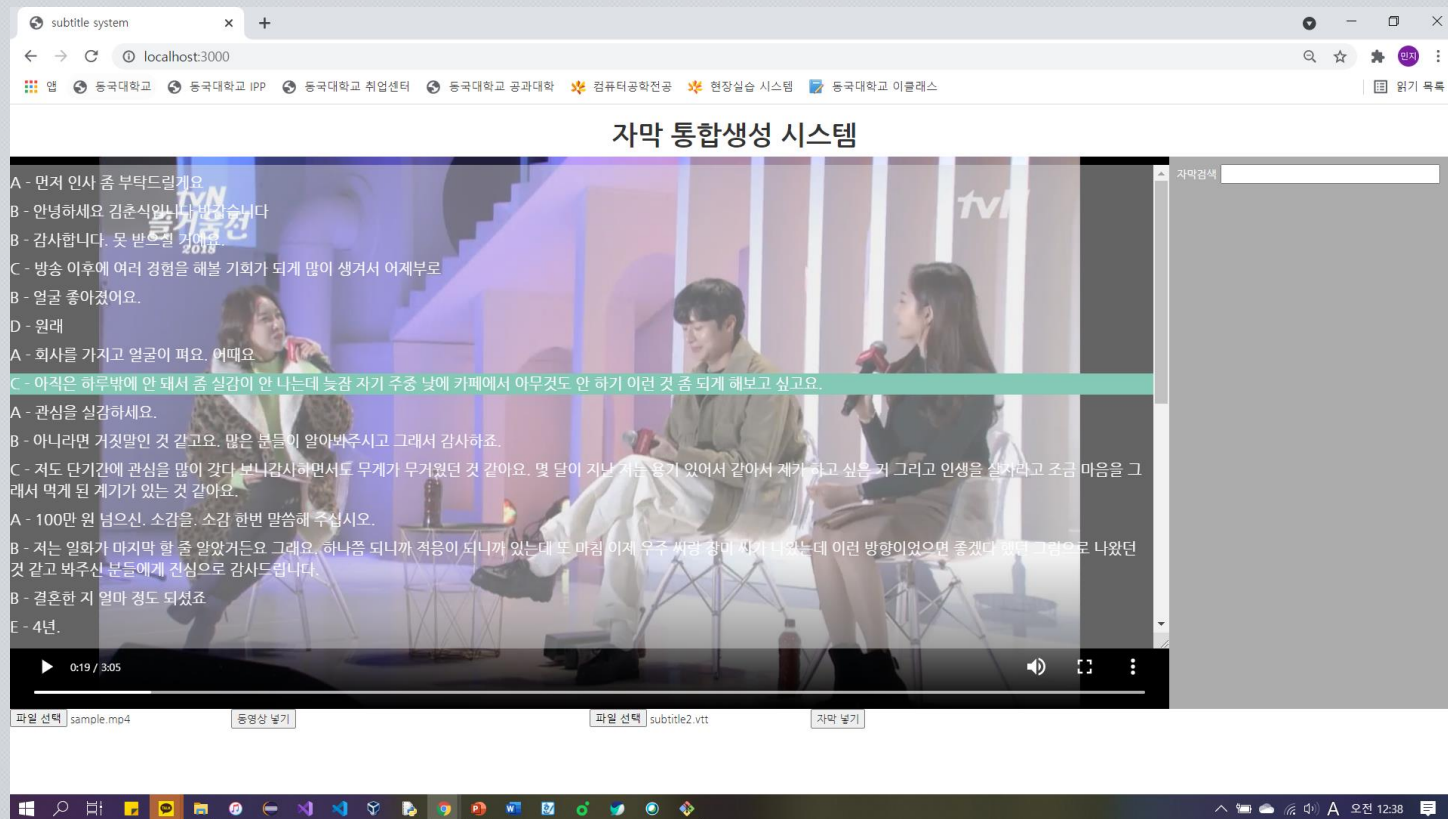 subtitle system
localhost:3000
민지
앱 동국대학교 동국대학교 IPP 동국대학교 취업센터 동국대학교 공과대학 컴퓨터공학전공 현장실습 시스템 동국대학교 이클래스 읽기 목록
자막 통합생성 시스템
자막검색
A - 먼저 인사 좀 부탁드릴게요
B - 안녕하세요 김춘식입니다 반갑습니다
B - 감사합니다. 못 받으실 거예요.
tvN
즐거움전
2018
tvN
C - 방송 이후에 여러 경험을 해볼 기회가 되게 많이 생겨서 어제부로
B - 얼굴 좋아졌어요.
D - 원래
A - 회사를 가지고 얼굴이 펴요. 어때요
C - 아직은 하루밖에 안 돼서 좀 실감이 안 나는데 늦잠 자기 주중 낮에 카페에서 아무것도 안 하기 이런 것 좀 되게 해보고 싶고요.
A - 관심을 실감하세요.
B - 아니라면 거짓말인 것 같고요. 많은 분들이 알아봐주시고 그래서 감사하죠.
C - 저도 단기간에 관심을 많이 갖다 보니감사하면서도 무게가 무거웠던 것 같아요. 몇 달이 지난 저는 용기 있어서 같아서 제가 하고 싶은 거 그리고 인생을 살자라고 조금 마음을 그
래서 먹게 된 계기가 있는 것 같아요.
A - 100만 원 넘으신. 소감을. 소감 한번 말씀해 주십시오.
B - 저는 일화가 마지막 할 줄 알았거든요 그래요. 하나쯤 되니까 적응이 되니까 있는데 또 마침 이제 우주 씨랑 장미 씨가 나왔는데 이런 방향이었으면 좋겠다 했던 그림으로 나왔던
것 같고 봐주신 분들에게 진심으로 감사드립니다.
B - 결혼한 지 얼마 정도 되셨죠
E - 4년.
0:19 / 3:05
파일 선택 sample.mp4 동영상 넣기 파일 선택 subtitle2.vtt 자막 넣기
A 오전 12:38